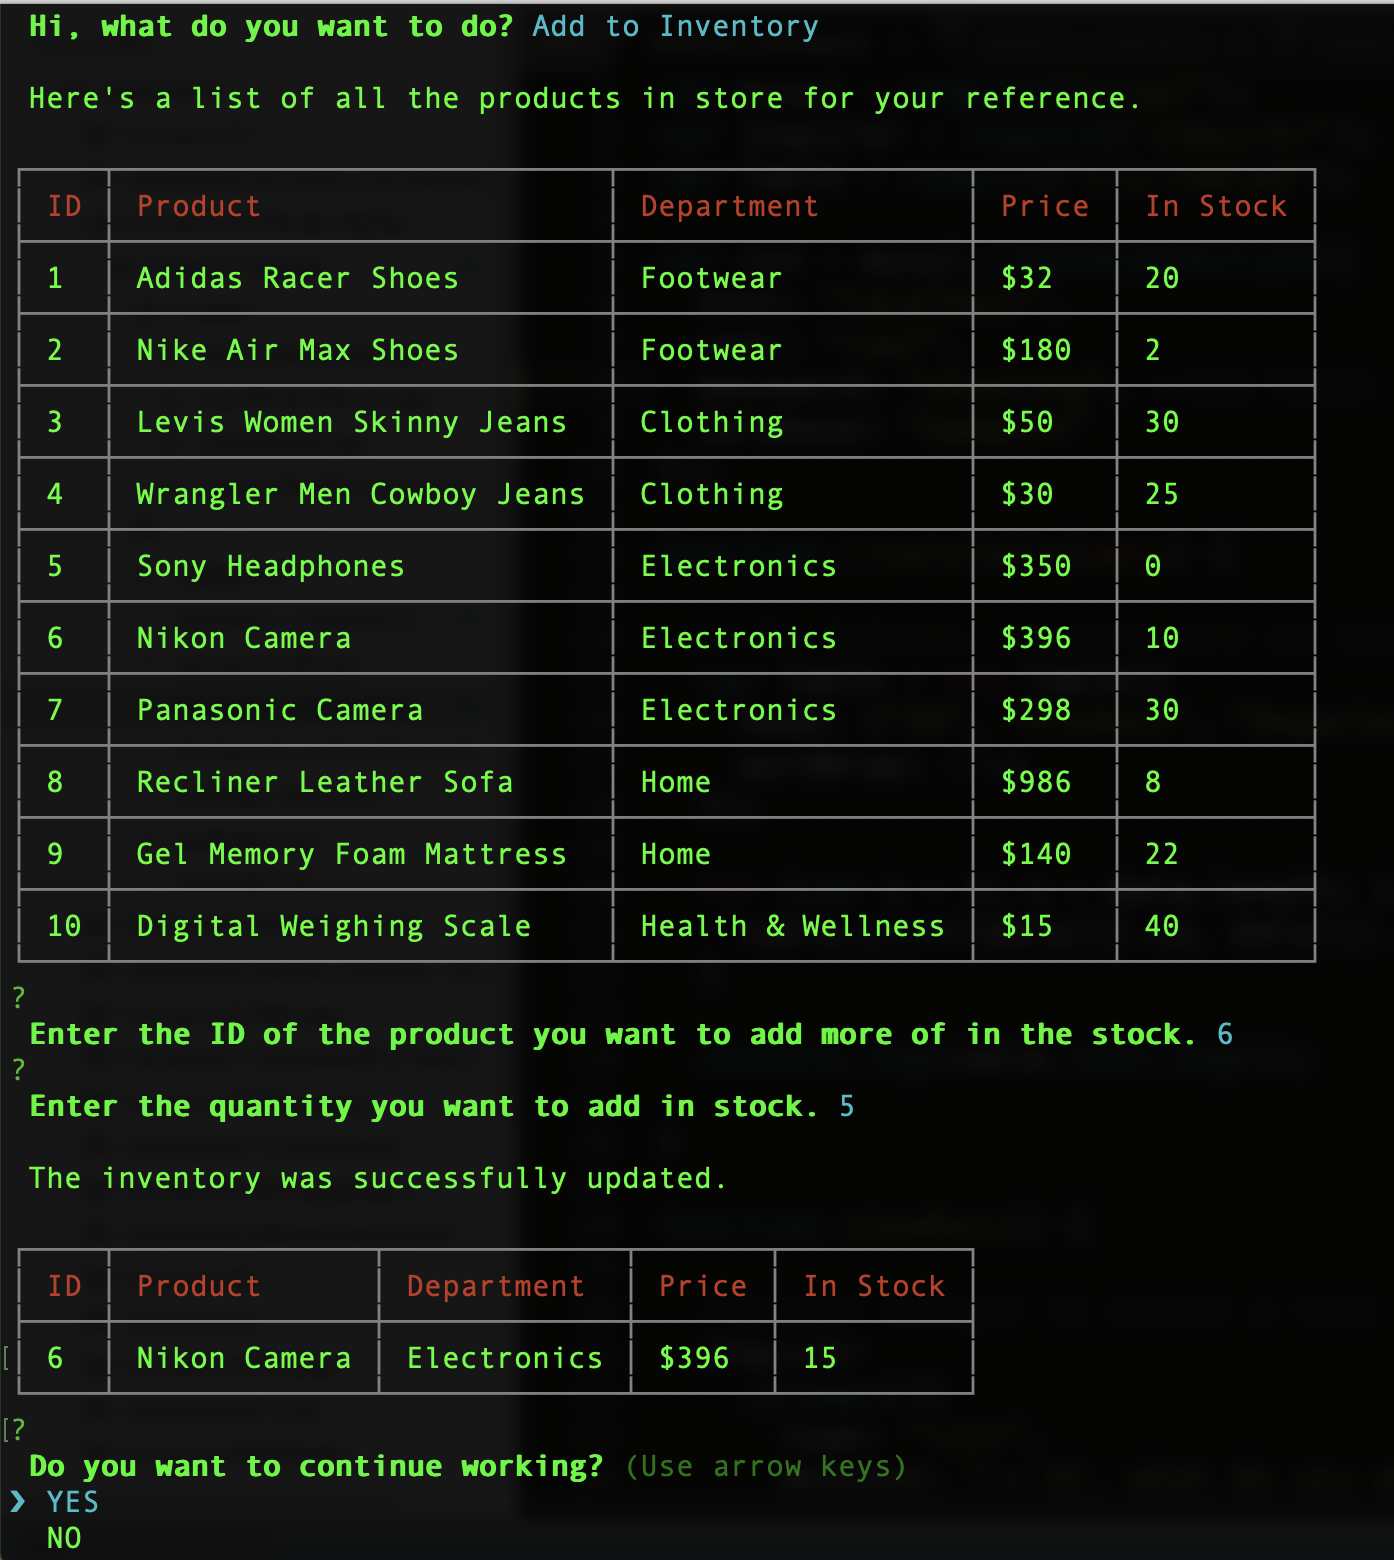 Hi, what do you want to do? Add to Inventory
Here's a list of all the products in store for your reference.
ID Product Department Price In Stock
1 Adidas Racer Shoes Footwear $32 20
2 Nike Air Max Shoes Footwear $180 2
3 Levis Women Skinny Jeans Clothing $50 30
4 Wrangler Men Cowboy Jeans Clothing $30 25
5 Sony Headphones Electronics $350 0
6 Nikon Camera Electronics $396 10
7 Panasonic Camera Electronics $298 30
8 Recliner Leather Sofa Home $986 8
9 Gel Memory Foam Mattress Home $140 22
10 Digital Weighing Scale Health & Wellness $15 40
?
Enter the ID of the product you want to add more of in the stock. 6
?
Enter the quantity you want to add in stock. 5
The inventory was successfully updated.
ID Product Department Price In Stock
[ 6 Nikon Camera Electronics $396 15
[?
Do you want to continue working? (Use arrow keys)
❯ YES
NO